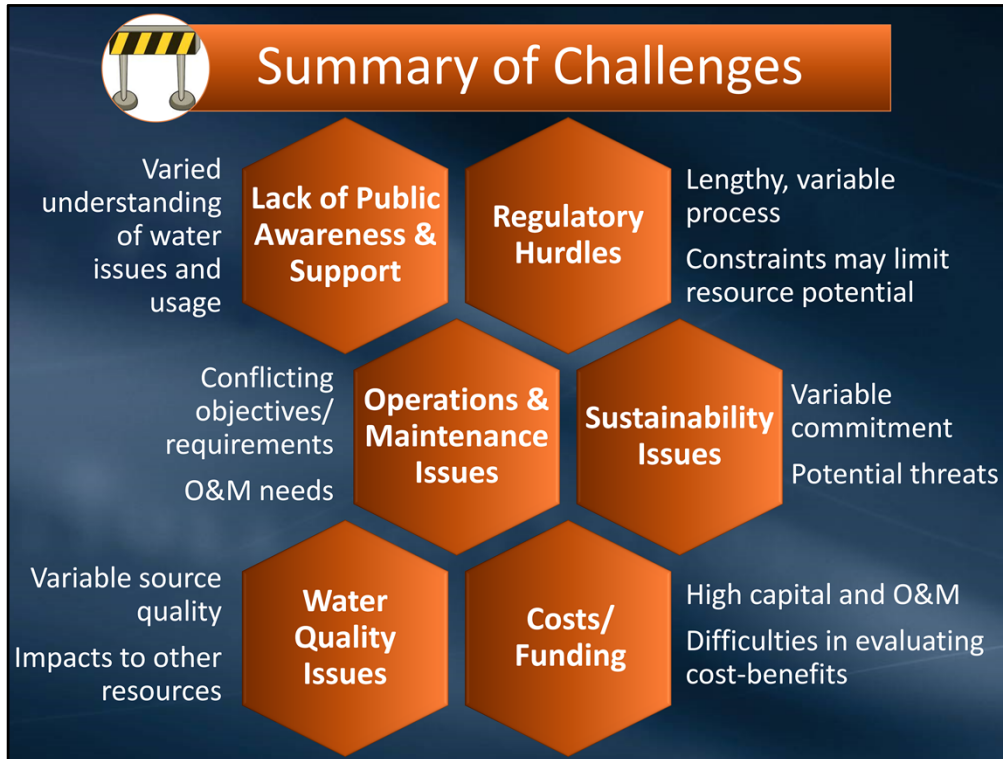 Summary of Challenges
Varied
understanding
of water
issues and
usage
Lack of Public
Awareness &
Support
Regulatory
Hurdles
Lengthy, variable
process
Constraints may limit
resource potential
Conflicting
objectives/
requirements
O&M needs
Operations &
Maintenance
Issues
Sustainability
Issues
Variable
commitment
Potential threats
Variable source
quality
Impacts to other
resources
Water
Quality
Issues
Costs/
Funding
High capital and O&M
Difficulties in evaluating
cost-benefits